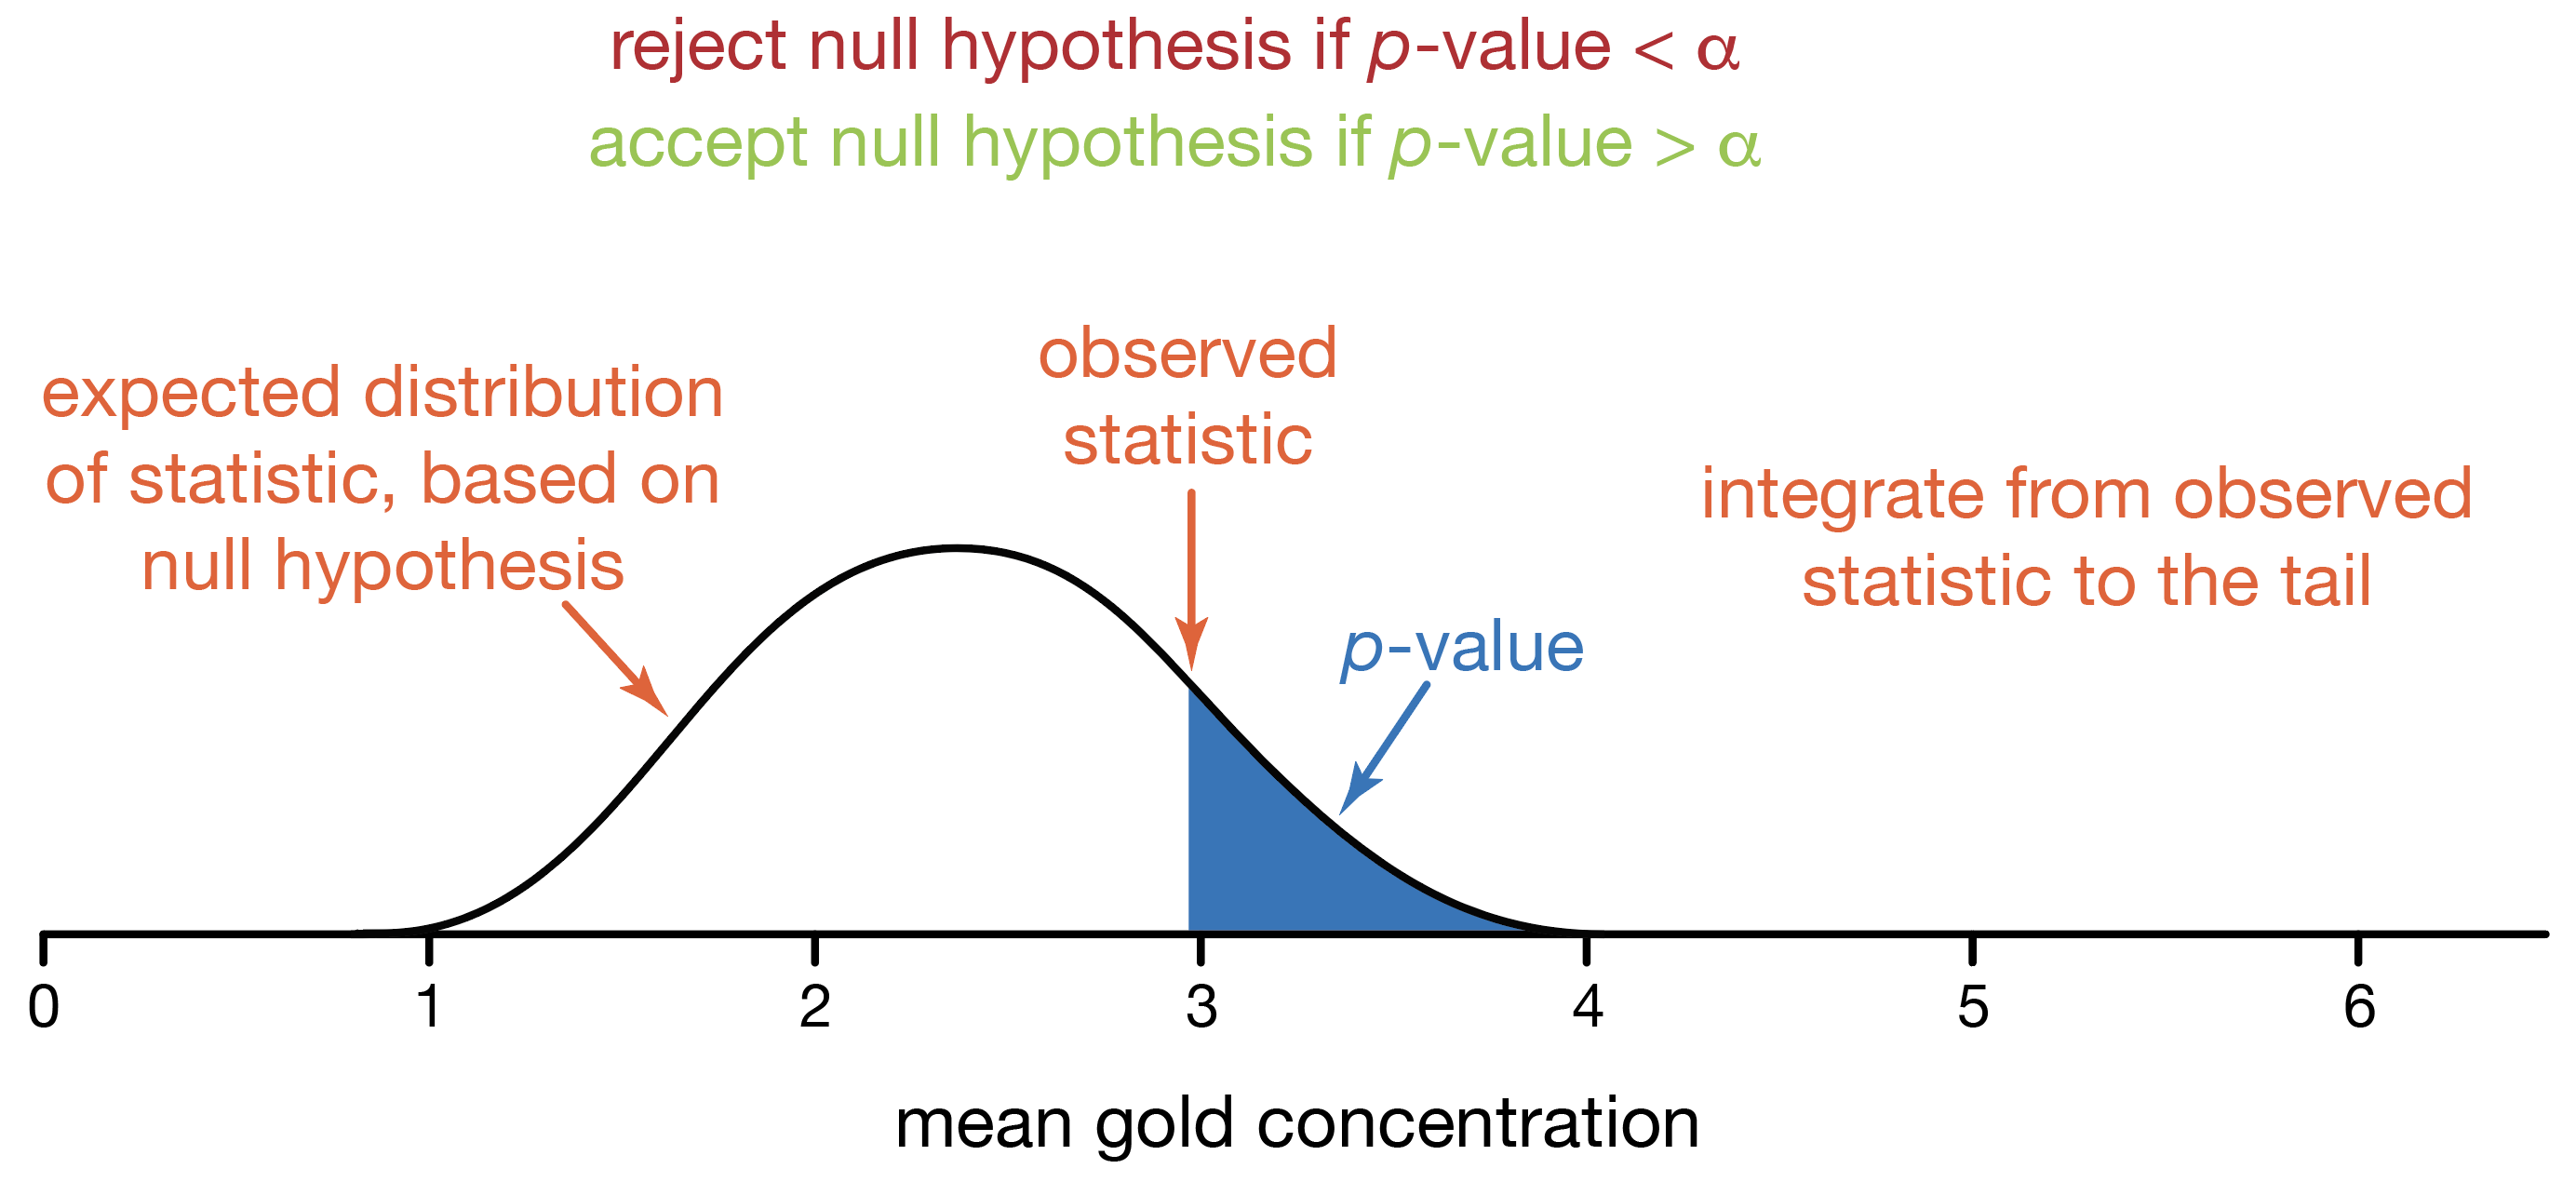 reject null hypothesis if p-value < α
accept null hypothesis if p-value > α
expected distribution
of statistic, based on
null hypothesis
observed
statistic
integrate from observed
statistic to the tail
p-value
0 1 2 3 4 5 6
mean gold concentration